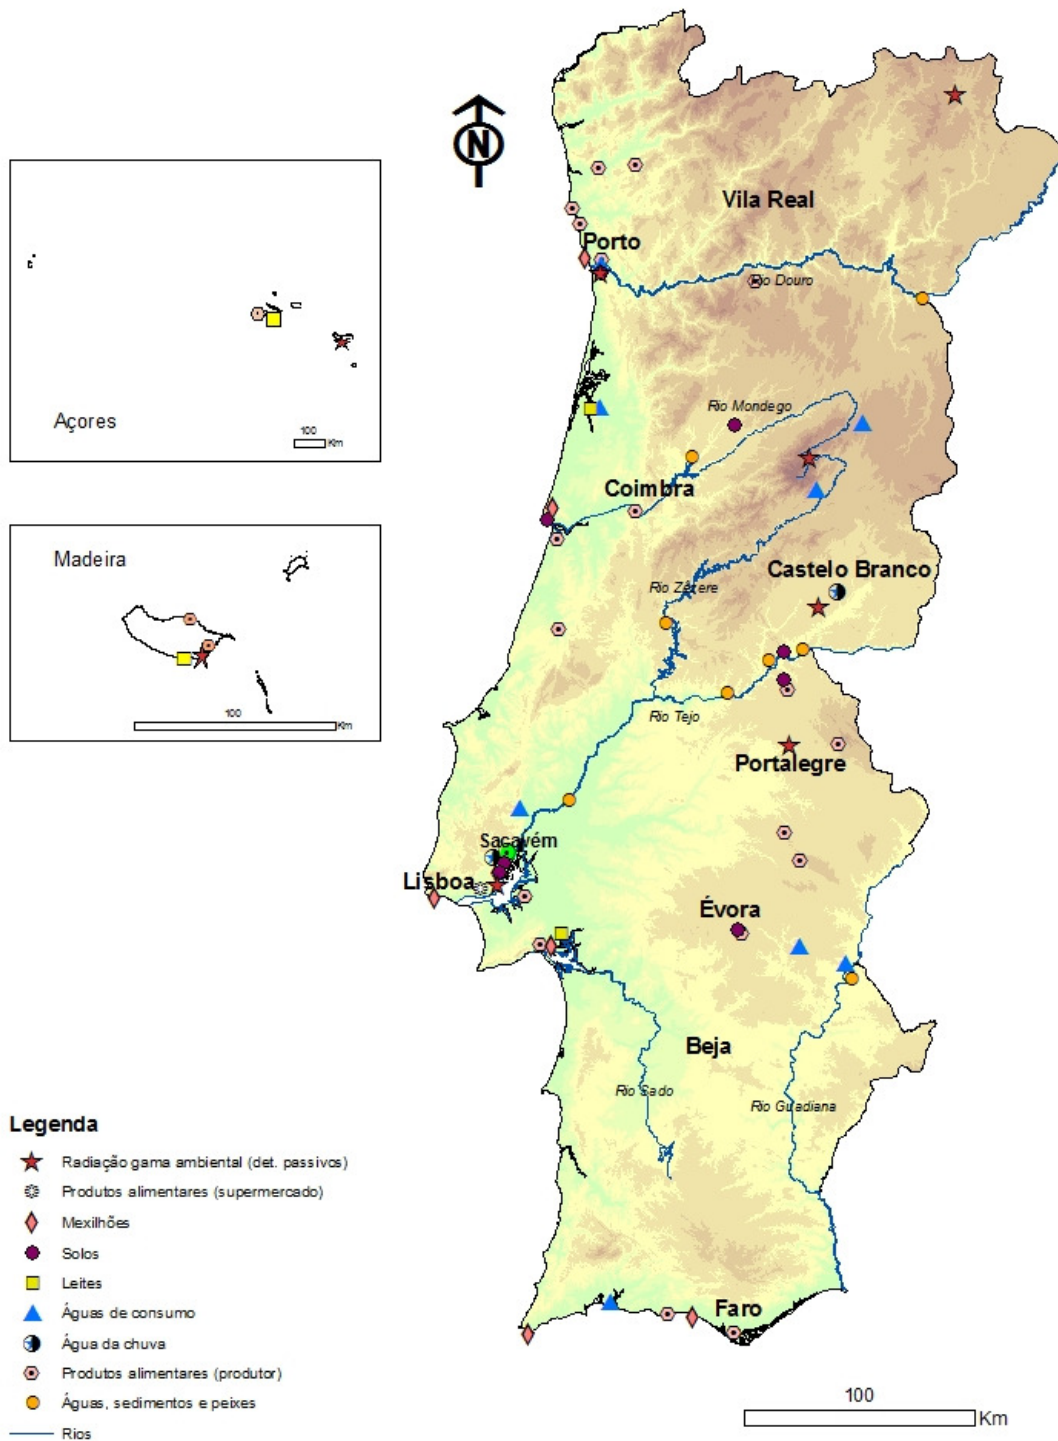 N
Vila Real
Porto
Rio Douro
Açores
100
Km
Rio Mondego
Coimbra
Madeira
100
Km
Castelo Branco
Rio Zêzere
Rio Tejo
Portalegre
Sacavém
Lisboa
Évora
Beja
Rio Sado
Rio Guadiana
Faro
Legenda
Radiação gama ambiental (det. passivos)
Produtos alimentares (supermercado)
Mexilhões
Solos
Leites
Águas de consumo
Água da chuva
Produtos alimentares (produtor)
Águas, sedimentos e peixes
Rios
100
Km